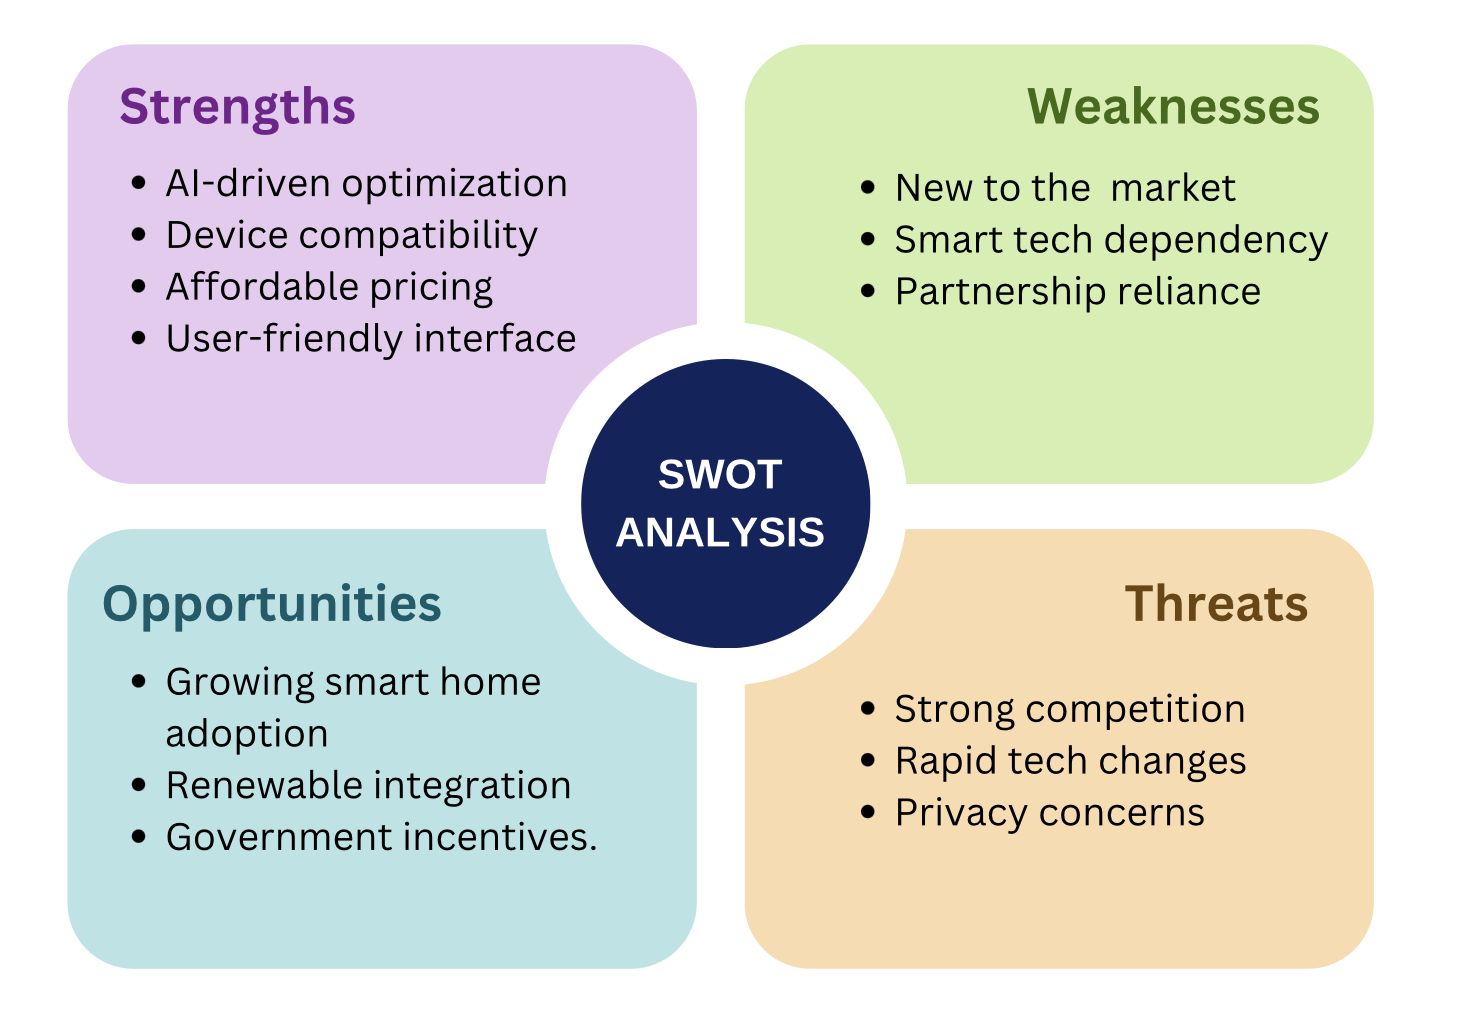 Strengths
• AI-driven optimization
• Device compatibility
• Affordable pricing
• User-friendly interface
Weaknesses
• New to the  market
• Smart tech dependency
• Partnership reliance
SWOT
ANALYSIS
Opportunities
• Growing smart home
adoption
• Renewable integration
• Government incentives.
Threats
• Strong competition
• Rapid tech changes
• Privacy concerns